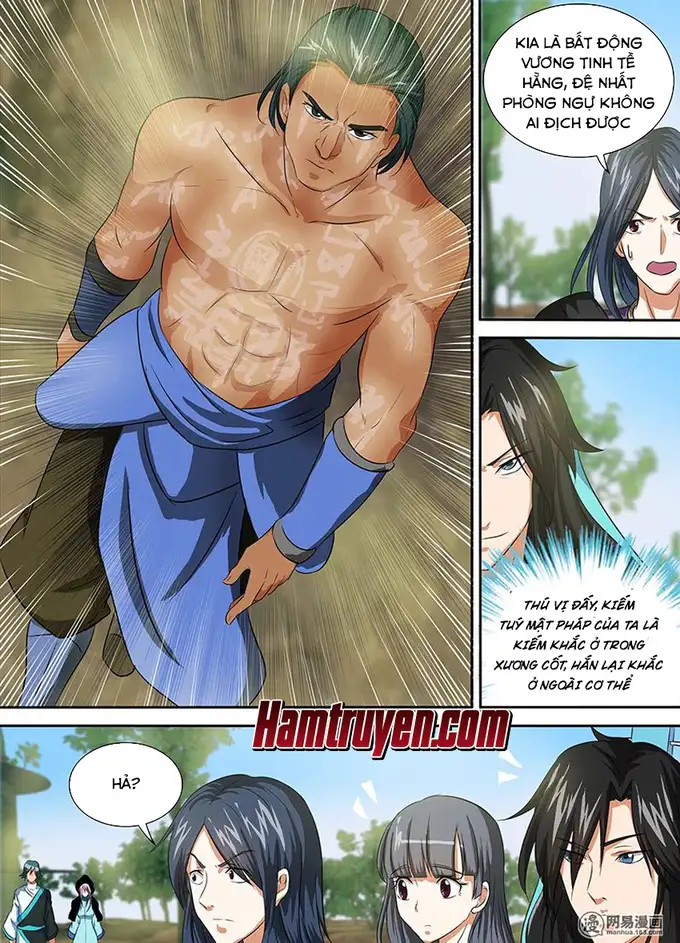 KIA LÀ BẤT ĐỘNG
VƯƠNG TINH TỀ
HẰNG, ĐỆ NHẤT
PHÒNG NGỰ KHÔNG
AI ĐỊCH ĐƯỢC
THÚ VỊ ĐẤY, KIẾM
TUỶ MẬT PHÁP CỦA TA LÀ
KIẾM KHẮC Ở TRONG
XƯƠNG CỐT, HẮN LẠI KHẮC
Ở NGOÀI CƠ THỂ
Hamtruyen.com
HẢ?
网易漫画
manhua.163.com